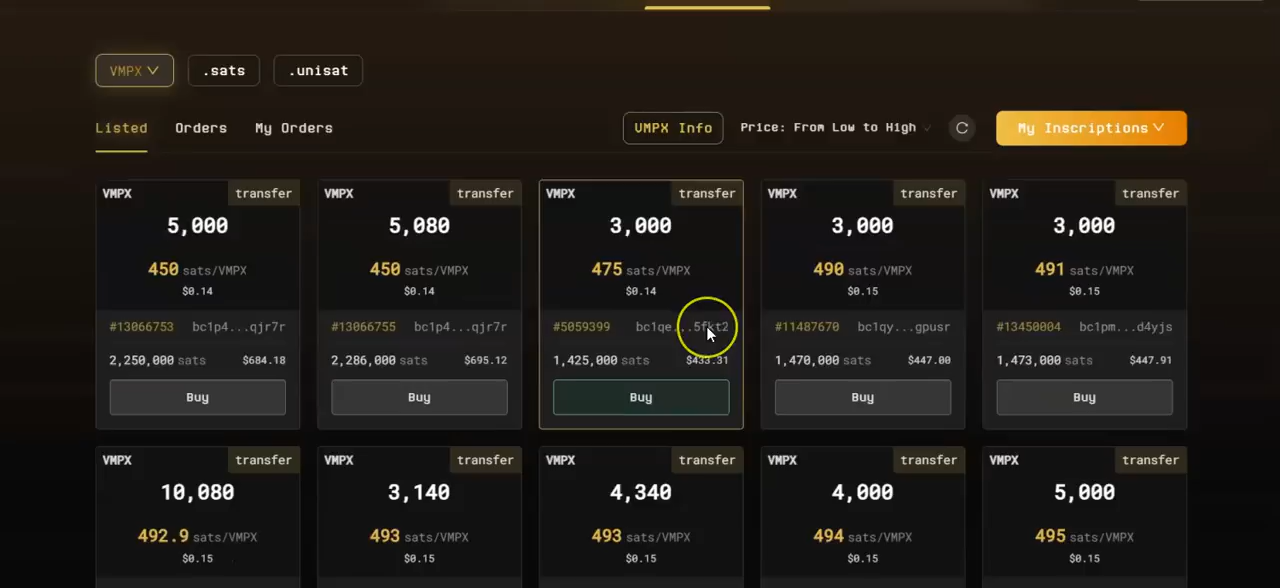 VMPX .sats .unisat
Listed Orders My Orders VMPX Info Price: From Low to High My Inscriptions
VMPX transfer VMPX transfer VMPX transfer VMPX transfer VMPX transfer
5,000 5,080 3,000 3,000 3,000
450 sats/VMPX 450 sats/VMPX 475 sats/VMPX 490 sats/VMPX 491 sats/VMPX
$0.14 $0.14 $0.14 $0.15 $0.15
#13066753 bc1p4...qjr7r #13066755 bc1p4...qjr7r #5059399 bc1qe...5fkt2 #11487670 bc1qy...gpusr #13450004 bc1pm...d4yjs
2,250,000 sats $684.18 2,286,000 sats $695.12 1,425,000 sats $433.31 1,470,000 sats $447.00 1,473,000 sats $447.91
Buy Buy Buy Buy Buy
VMPX transfer VMPX transfer VMPX transfer VMPX transfer VMPX transfer
10,080 3,140 4,340 4,000 5,000
492.9 sats/VMPX 493 sats/VMPX 493 sats/VMPX 494 sats/VMPX 495 sats/VMPX
$0.15 $0.15 $0.15 $0.15 $0.15